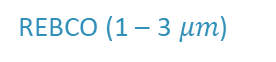 REBCO (1 – 3 𝜇𝑚)